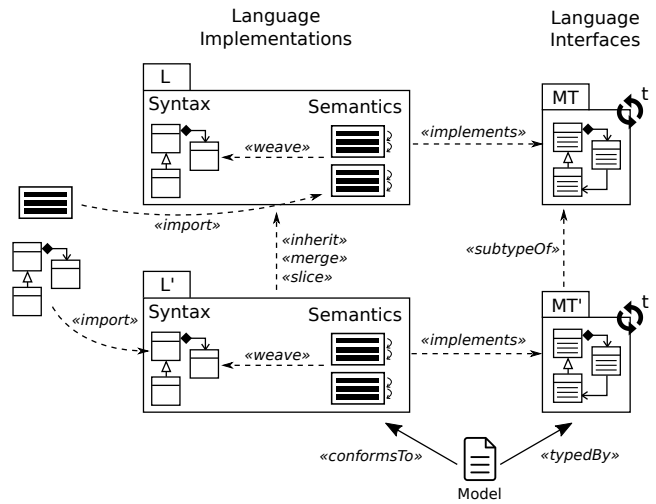 Language
Implementations
Language
Interfaces
L
Syntax
Semantics
«weave»
«implements»
MT
t
«import»
«inherit»
«merge»
«slice»
«subtypeOf»
L'
Syntax
Semantics
«import»
«weave»
«implements»
MT'
t
«conformsTo»
«typedBy»
Model